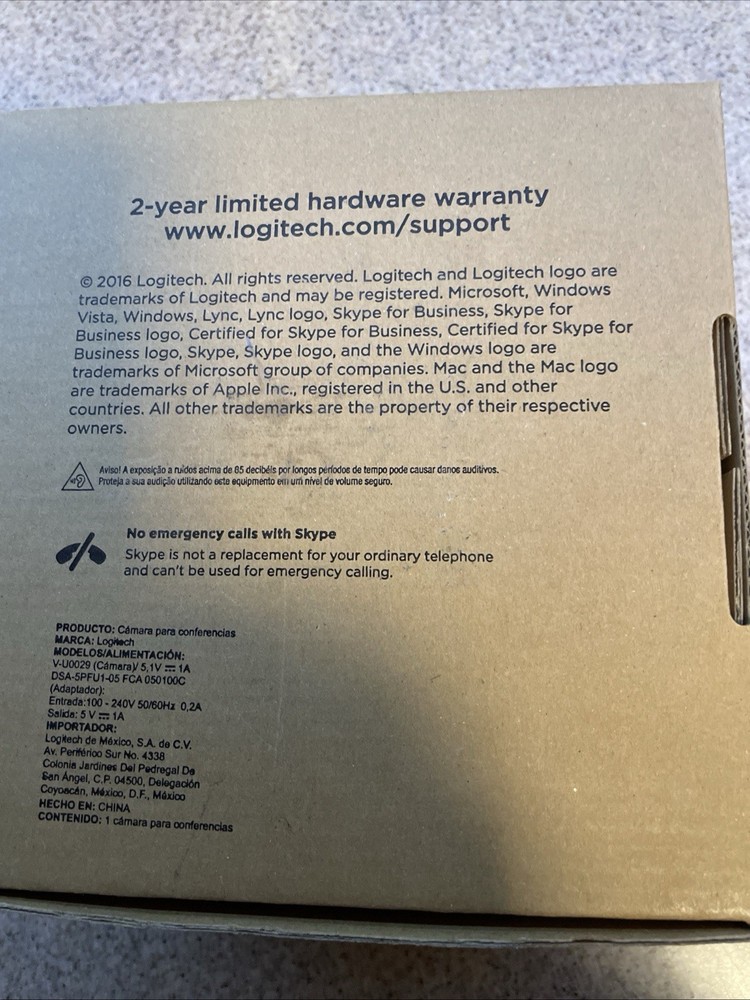 2-year limited hardware warranty
www.logitech.com/support
© 2016 Logitech. All rights reserved. Logitech and Logitech logo are
trademarks of Logitech and may be registered. Microsoft, Windows
Vista, Windows, Lync, Lync logo, Skype for Business, Skype for
Business logo, Certified for Skype for Business, Certified for Skype for
Business logo, Skype, Skype logo, and the Windows logo are
trademarks of Microsoft group of companies. Mac and the Mac logo
are trademarks of Apple Inc., registered in the U.S. and other
countries. All other trademarks are the property of their respective
owners.
Aviso! A exposição a ruídos acima de 85 decibéis por longos períodos de tempo pode causar danos auditivos.
Proteja a sua audição utilizando este equipamento em um nível de volume seguro.
No emergency calls with Skype
Skype is not a replacement for your ordinary telephone
and can't be used for emergency calling.
PRODUCTO: Cámara para conferencias
MARCA: Logitech
MODELOS/ALIMENTACIÓN:
V-U0029 (Cámara)/ 5,1V ⎓ 1A
DSA-5PFU1-05 FCA 050100C
(Adaptador):
Entrada:100 - 240V 50/60Hz 0,2A
Salida: 5 V ⎓ 1A
IMPORTADOR:
Logitech de México, S.A. de C.V.
Av. Periférico Sur No. 4338
Colonia Jardines Del Pedregal De
San Ángel, C.P. 04500, Delegación
Coyoacán, México, D.F., México
HECHO EN: CHINA
CONTENIDO: 1 cámara para conferencias